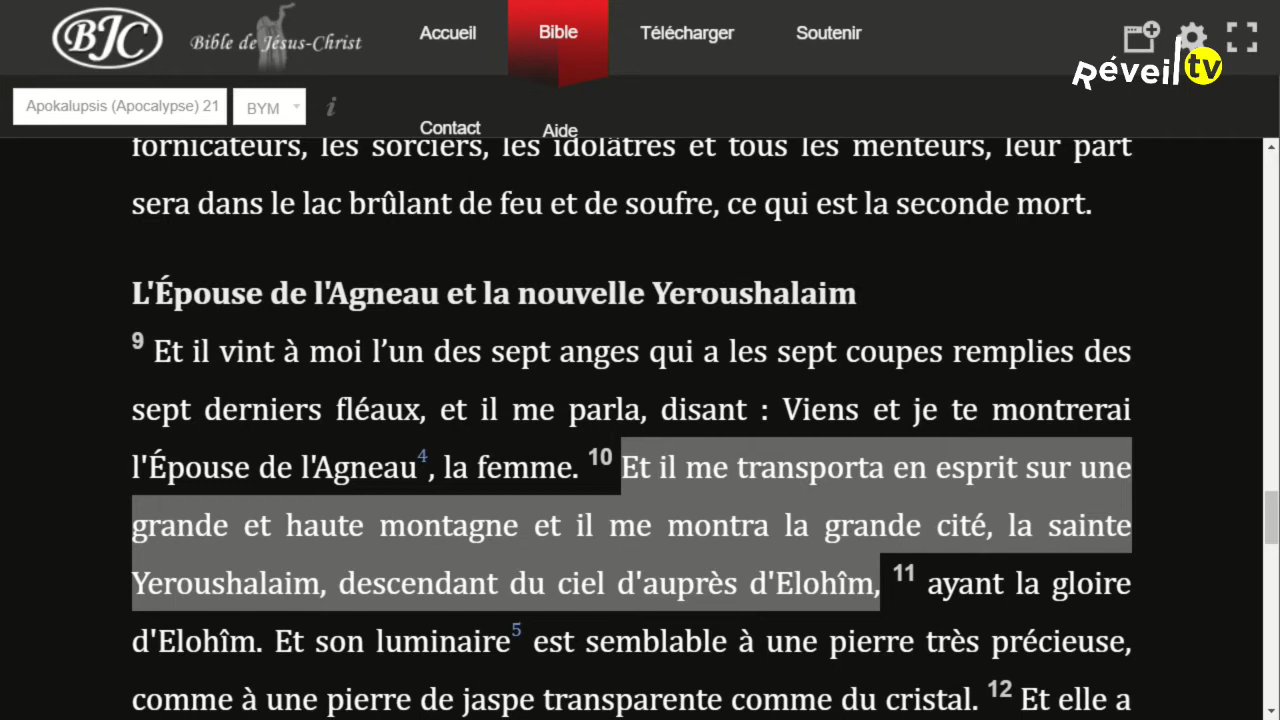 BJC Bible de Jésus-Christ
Accueil Bible Télécharger Soutenir
Réveil tv
Apokalupsis (Apocalypse) 21 BYM i
Contact Aide
fornicateurs, les sorciers, les idolâtres et tous les menteurs, leur part
sera dans le lac brûlant de feu et de soufre, ce qui est la seconde mort.
L'Épouse de l'Agneau et la nouvelle Yeroushalaim
9 Et il vint à moi l’un des sept anges qui a les sept coupes remplies des
sept derniers fléaux, et il me parla, disant : Viens et je te montrerai
l'Épouse de l'Agneau4, la femme. 10 Et il me transporta en esprit sur une
grande et haute montagne et il me montra la grande cité, la sainte
Yeroushalaim, descendant du ciel d'auprès d'Elohîm, 11 ayant la gloire
d'Elohîm. Et son luminaire5 est semblable à une pierre très précieuse,
comme à une pierre de jaspe transparente comme du cristal. 12 Et elle a